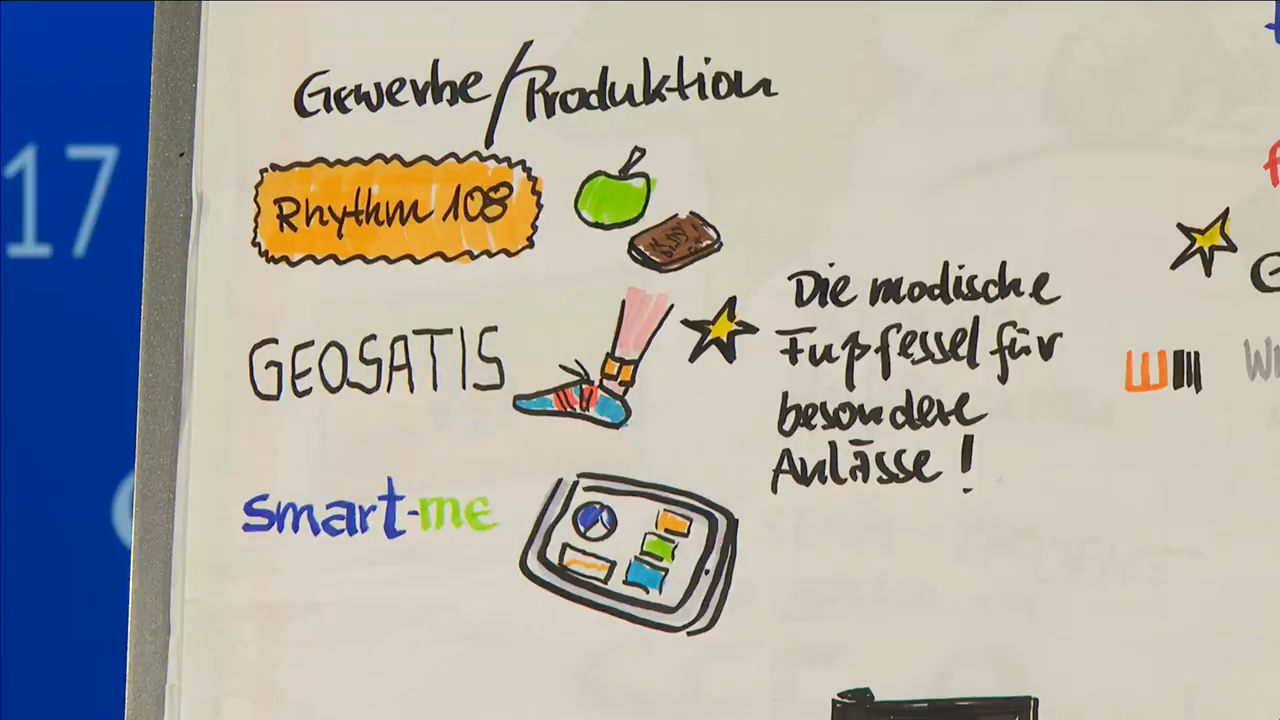 17
Gewerbe/Produktion
Rhythm 108
GEOSATIS
Die modische
Fußfessel für
besondere
Anlässe!
smart-me